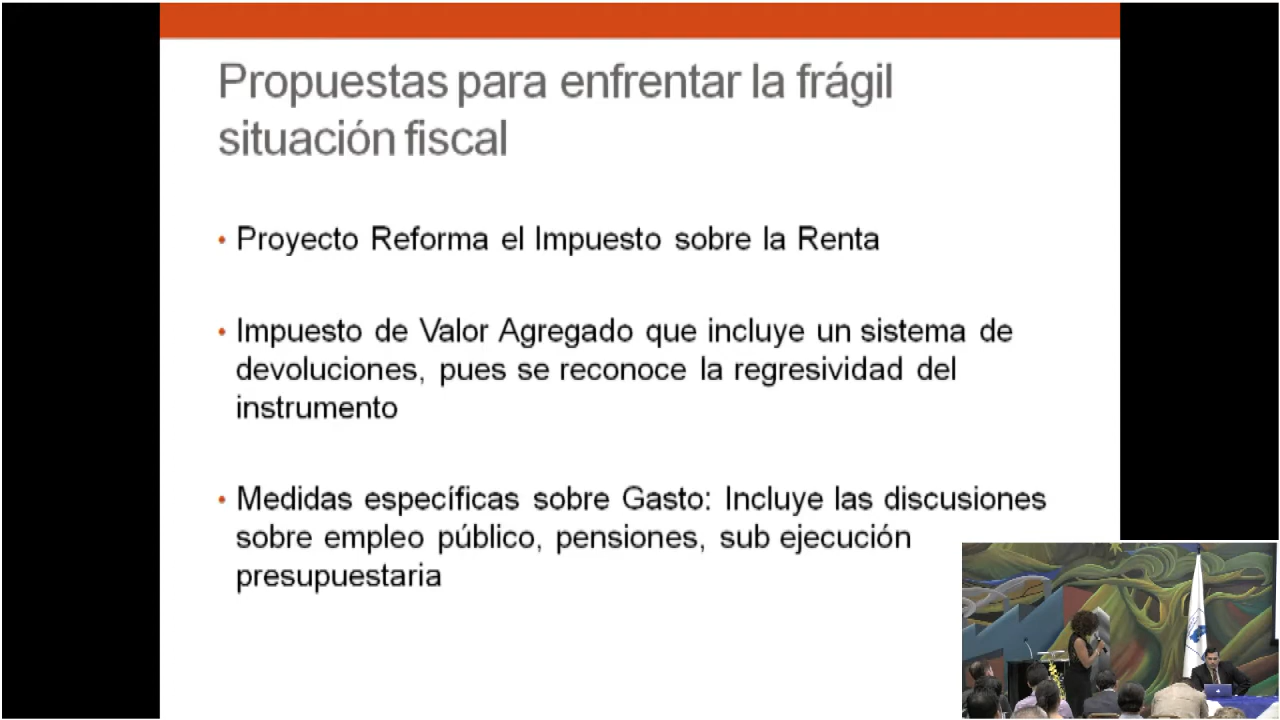 Propuestas para enfrentar la frágil
situación fiscal
• Proyecto Reforma el Impuesto sobre la Renta
• Impuesto de Valor Agregado que incluye un sistema de
devoluciones, pues se reconoce la regresividad del
instrumento
• Medidas específicas sobre Gasto: Incluye las discusiones
sobre empleo público, pensiones, sub ejecución
presupuestaria